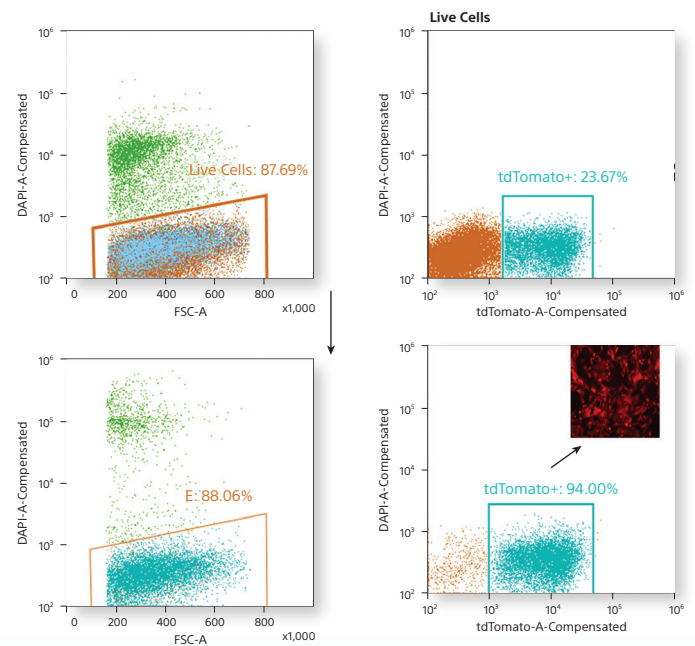 Live Cells
10⁶
10⁵
10⁴
10³
10²
DAPI-A-Compensated
Live Cells: 87.69%
0 200 400 600 800
FSC-A
x1,000
10⁶
10⁵
10⁴
10³
10²
DAPI-A-Compensated
tdTomato+: 23.67%
10² 10³ 10⁴ 10⁵ 10⁶
tdTomato-A-Compensated
10⁶
10⁵
10⁴
10³
10²
DAPI-A-Compensated
E: 88.06%
0 200 400 600 800
FSC-A
x1,000
10⁶
10⁵
10⁴
10³
10²
DAPI-A-Compensated
tdTomato+: 94.00%
10² 10³ 10⁴ 10⁵ 10⁶
tdTomato-A-Compensated